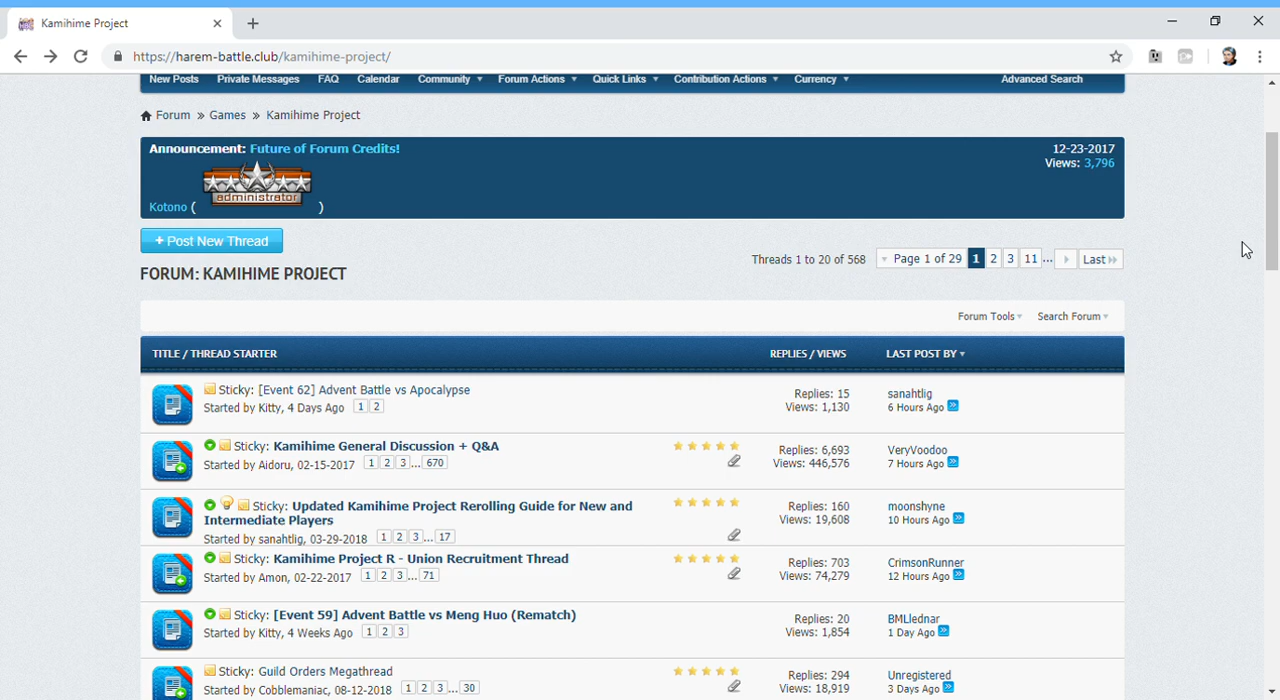 Kamihime Project
https://harem-battle.club/kamihime-project/
New Posts Private Messages FAQ Calendar Community Forum Actions Quick Links Contribution Actions Currency Advanced Search
Forum » Games » Kamihime Project
Announcement: Future of Forum Credits! 12-23-2017
Views: 3,796
administrator
Kotono ( )
+ Post New Thread
Threads 1 to 20 of 568 Page 1 of 29 1 2 3 11 ... Last
FORUM: KAMIHIME PROJECT
Forum Tools Search Forum
TITLE / THREAD STARTER REPLIES / VIEWS LAST POST BY
Sticky: [Event 62] Advent Battle vs Apocalypse Replies: 15 sanahtlig
Started by Kitty, 4 Days Ago 1 2 Views: 1,130 6 Hours Ago
Sticky: Kamihime General Discussion + Q&A Replies: 6,693 VeryVoodoo
Started by Aidoru, 02-15-2017 1 2 3 ... 670 Views: 446,576 7 Hours Ago
Sticky: Updated Kamihime Project Rerolling Guide for New and Replies: 160 moonshyne
Intermediate Players Views: 19,608 10 Hours Ago
Started by sanahtlig, 03-29-2018 1 2 3 ... 17
Sticky: Kamihime Project R - Union Recruitment Thread Replies: 703 CrimsonRunner
Started by Amon, 02-22-2017 1 2 3 ... 71 Views: 74,279 12 Hours Ago
Sticky: [Event 59] Advent Battle vs Meng Huo (Rematch) Replies: 20 BMLlednar
Started by Kitty, 4 Weeks Ago 1 2 3 Views: 1,854 1 Day Ago
Sticky: Guild Orders Megathread Replies: 294 Unregistered
Started by Cobblemaniac, 08-12-2018 1 2 3 ... 30 Views: 18,919 3 Days Ago